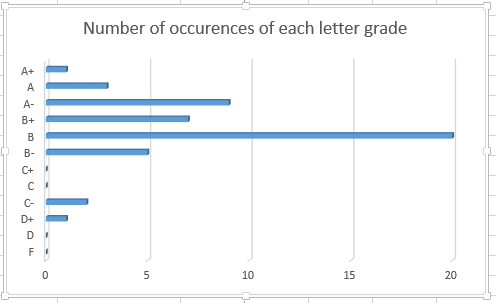 Number of occurences of each letter grade
A+
A
A-
B+
B
B-
C+
C
C-
D+
D
F
0 5 10 15 20